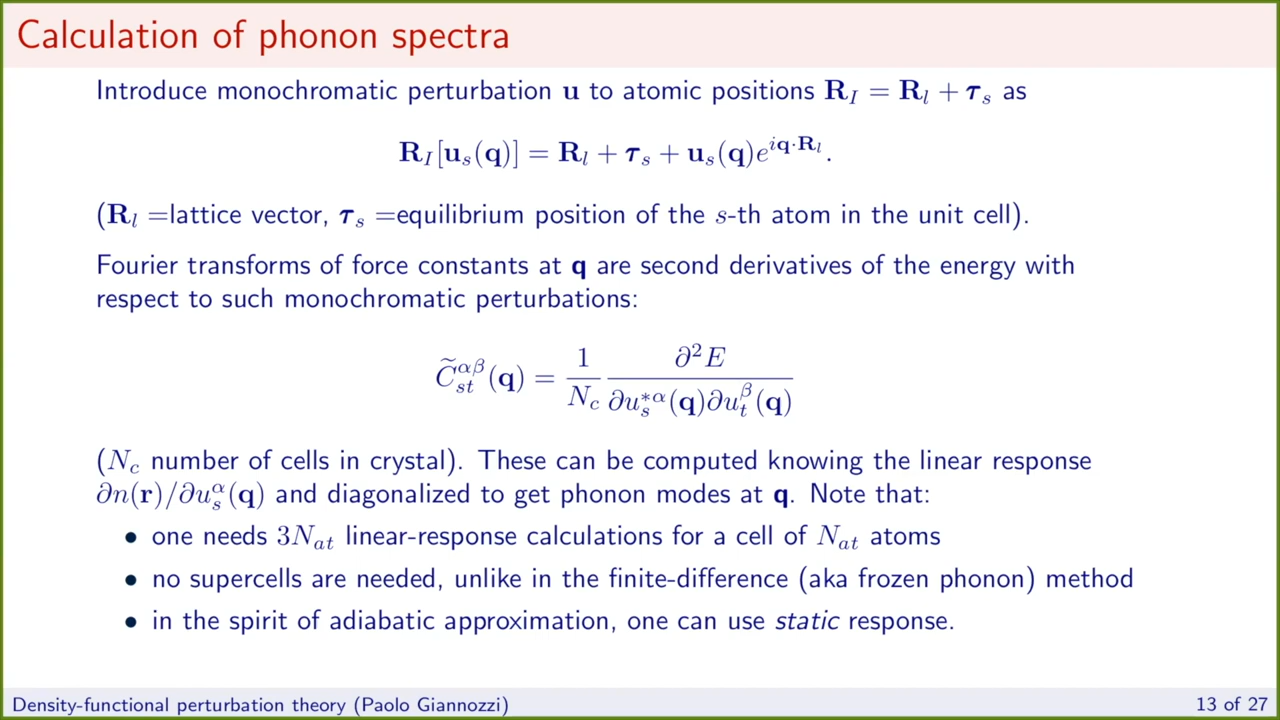 Calculation of phonon spectra
Introduce monochromatic perturbation u to atomic positions R_I = R_l + τ_s as
R_I[u_s(q)] = R_l + τ_s + u_s(q)e^{iq·R_l}.
(R_l =lattice vector, τ_s =equilibrium position of the s-th atom in the unit cell).
Fourier transforms of force constants at q are second derivatives of the energy with
respect to such monochromatic perturbations:
\widetilde{C}_{st}^{αβ}(q) = \frac{1}{N_c} \frac{∂^2 E}{∂u_s^{*α}(q)∂u_t^β(q)}
(N_c number of cells in crystal). These can be computed knowing the linear response
∂n(r)/∂u_s^α(q) and diagonalized to get phonon modes at q. Note that:
• one needs 3N_{at} linear-response calculations for a cell of N_{at} atoms
• no supercells are needed, unlike in the finite-difference (aka frozen phonon) method
• in the spirit of adiabatic approximation, one can use static response.
Density-functional perturbation theory (Paolo Giannozzi)
13 of 27